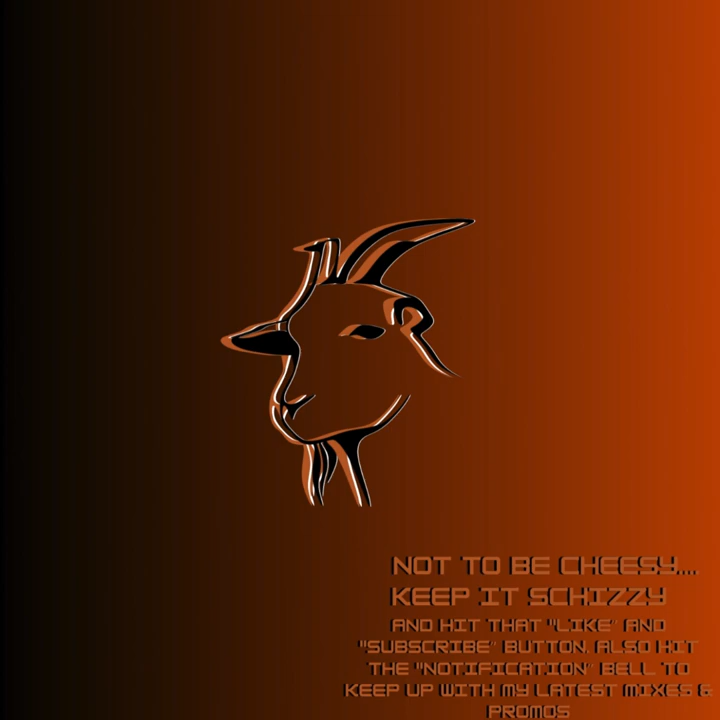 NOT TO BE CHEESY....
KEEP IT SCHIZZY
AND HIT THAT "LIKE" AND
"SUBSCRIBE" BUTTON. ALSO HIT
THE "NOTIFICATION" BELL TO
KEEP UP WITH MY LATEST MIXES &
PROMOS